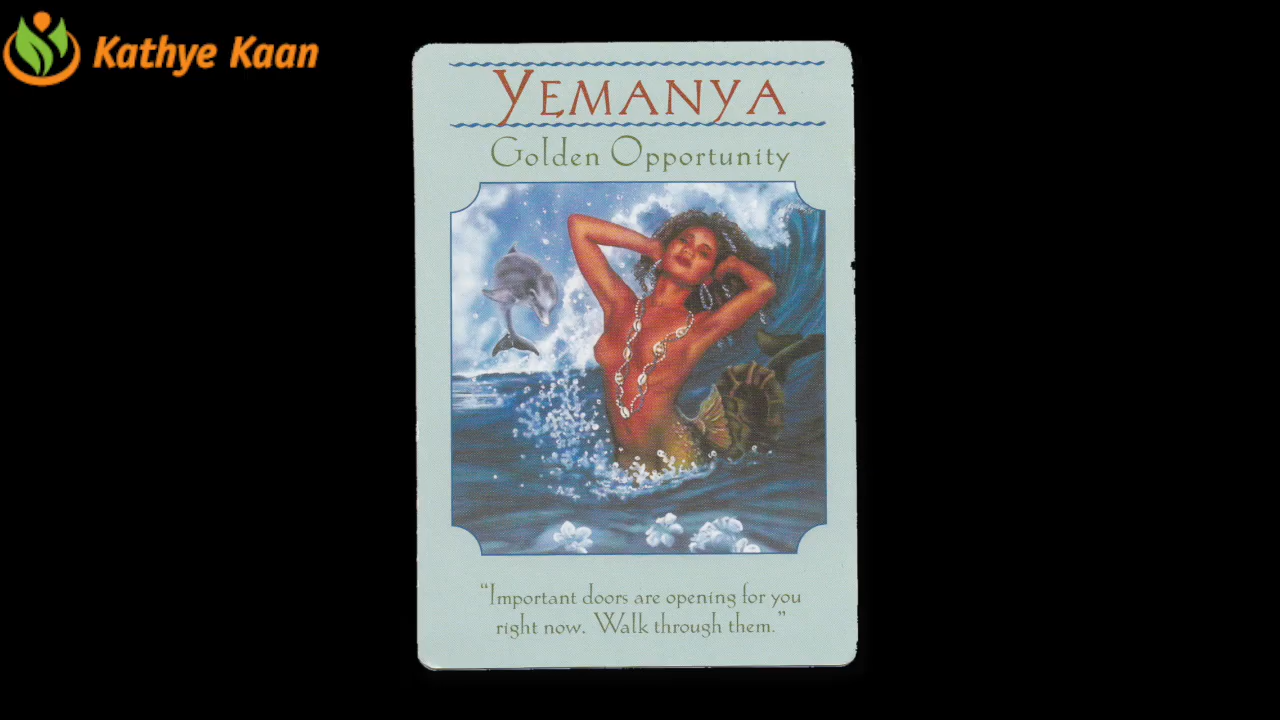 Kathye Kaan
YEMANYA
Golden Opportunity
“Important doors are opening for you
right now. Walk through them.”